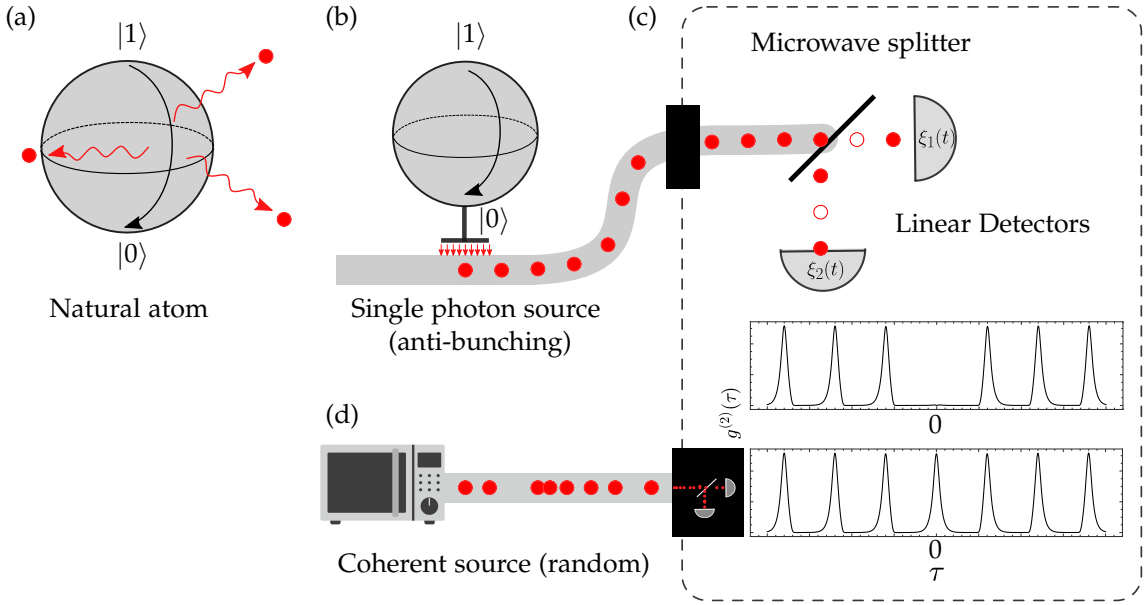 (a)
|1⟩
|0⟩
Natural atom
(b)
|1⟩
|0⟩
Single photon source
(anti-bunching)
(c)
Microwave splitter
ξ₁(t)
Linear Detectors
ξ₂(t)
g⁽²⁾(τ)
0
0
τ
(d)
Coherent source (random)